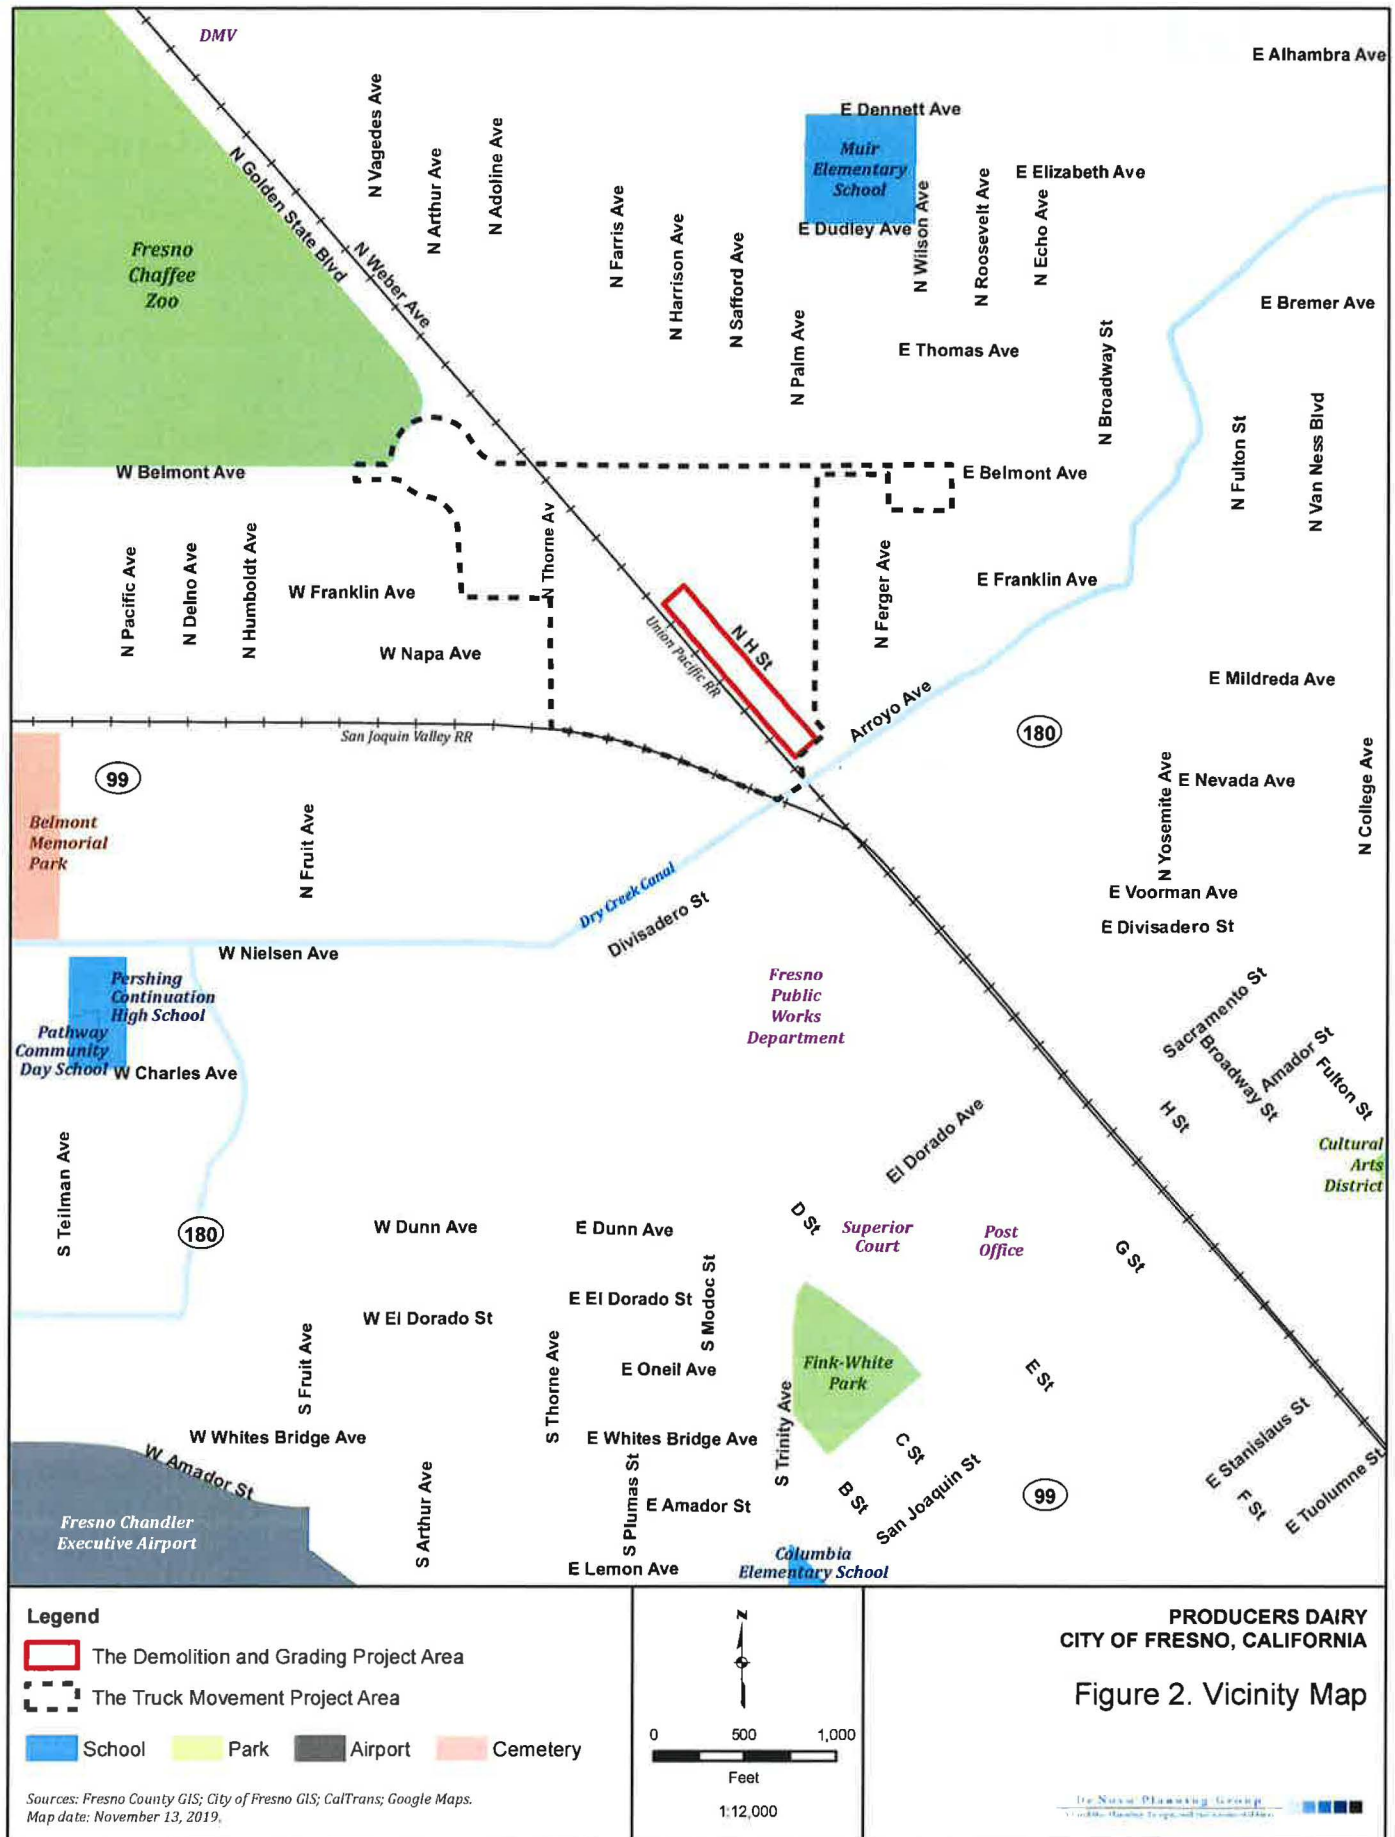 DMV
E Alhambra Ave
N Vagedes Ave
N Arthur Ave
N Adoline Ave
E Dennett Ave
Muir
Elementary
School
E Elizabeth Ave
E Dudley Ave
N Wilson Ave
N Roosevelt Ave
N Echo Ave
N Golden State Blvd
N Weber Ave
Fresno
Chaffee
Zoo
N Farris Ave
N Harrison Ave
N Safford Ave
N Palm Ave
E Bremer Ave
E Thomas Ave
N Broadway St
N Fulton St
N Van Ness Blvd
W Belmont Ave
E Belmont Ave
N Pacific Ave
N Delno Ave
N Humboldt Ave
W Franklin Ave
N Thorne Av
N Ferger Ave
E Franklin Ave
W Napa Ave
Union Pacific RR
N H St
Arroyo Ave
E Mildreda Ave
180
San Joquin Valley RR
99
N Yosemite Ave
E Nevada Ave
N College Ave
Belmont
Memorial
Park
N Fruit Ave
Dry Creek Canal
Divisadero St
E Voorman Ave
E Divisadero St
W Nielsen Ave
Pershing
Continuation
High School
Pathway
Community
Day School
W Charles Ave
Fresno
Public
Works
Department
Sacramento St
Broadway St
Amador St
Fulton St
H St
El Dorado Ave
Cultural
Arts
District
S Teilman Ave
180
W Dunn Ave
E Dunn Ave
D St
Superior
Court
Post
Office
G St
E El Dorado St
S Modoc St
W El Dorado St
S Fruit Ave
S Thorne Ave
E Oneil Ave
Fink-White
Park
E St
S Trinity Ave
W Whites Bridge Ave
E Whites Bridge Ave
C St
E Stanislaus St
W Amador St
S Arthur Ave
S Plumas St
E Amador St
B St
San Joaquin St
99
F St
E Tuolumne St
Fresno Chandler
Executive Airport
E Lemon Ave
Columbia
Elementary School
Legend
The Demolition and Grading Project Area
The Truck Movement Project Area
School
Park
Airport
Cemetery
Sources: Fresno County GIS; City of Fresno GIS; CalTrans; Google Maps.
Map date: November 13, 2019.
N
0
500
1,000
Feet
1:12,000
PRODUCERS DAIRY
CITY OF FRESNO, CALIFORNIA
Figure 2. Vicinity Map
De Novo Planning Group